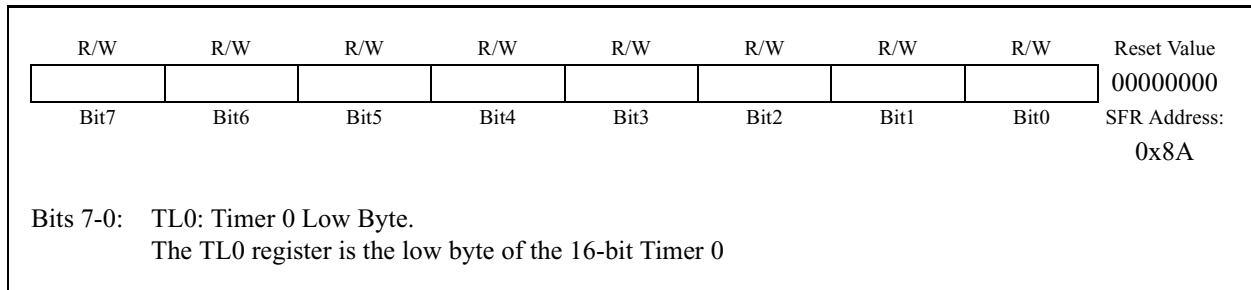 R/W R/W R/W R/W R/W R/W R/W R/W Reset Value
00000000
Bit7 Bit6 Bit5 Bit4 Bit3 Bit2 Bit1 Bit0 SFR Address:
0x8A
Bits 7-0: TL0: Timer 0 Low Byte.
The TL0 register is the low byte of the 16-bit Timer 0